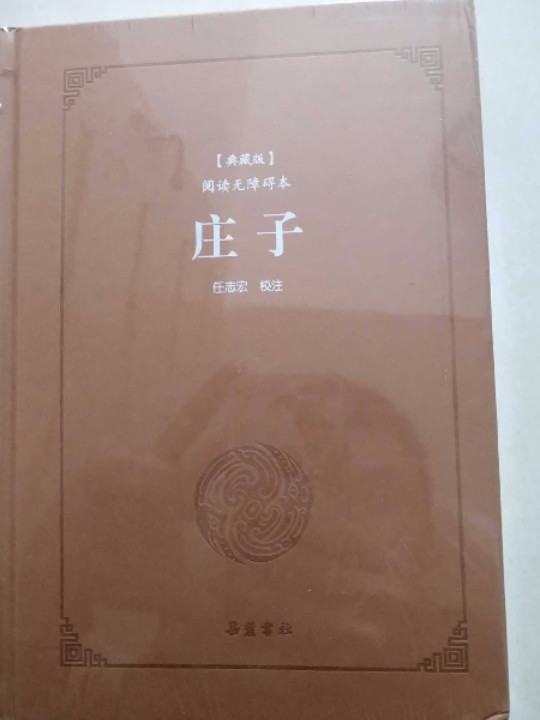 【典藏版】
阅读无障碍本
庄子
任志宏 校注
岳麓书社